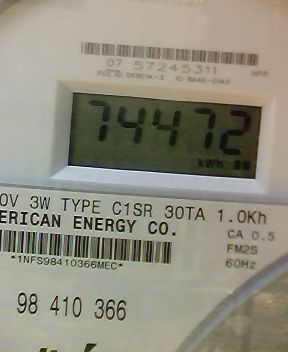 07 57245311
74472
kWh
0V 3W TYPE C1SR 30TA 1.0Kh
ERICAN ENERGY CO.
CA 0.5
FM2S
60Hz
*1NFS98410366MEC*
98 410 366